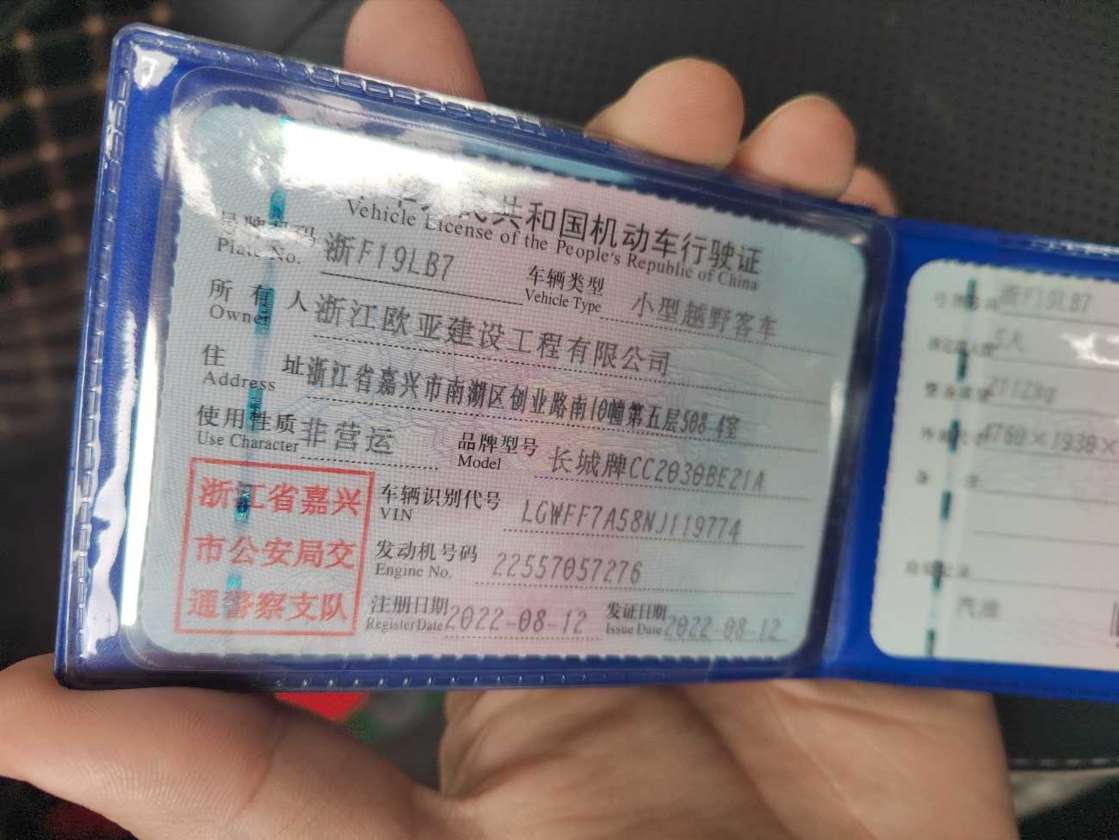 民共和国机动车行驶证
Vehicle License of the People's Republic of China
号牌号码 浙F19LB7 车辆类型 小型越野客车
Plate No. Vehicle Type
所有人 浙江欧亚建设工程有限公司
Owner
住址 浙江省嘉兴市南湖区创业路南10幢第五层508-4室
Address
使用性质 非营运 品牌型号 长城牌CC2030BE21A
Use Character Model
浙江省嘉兴
市公安局交
通警察支队
车辆识别代号 LGWFF7A58NJ119774
VIN
发动机号码 22557057276
Engine No.
注册日期 2022-08-12 发证日期 2022-08-12
Register Date Issue Date
浙F19LB7
5人
2112kg
4760×1930×
汽油